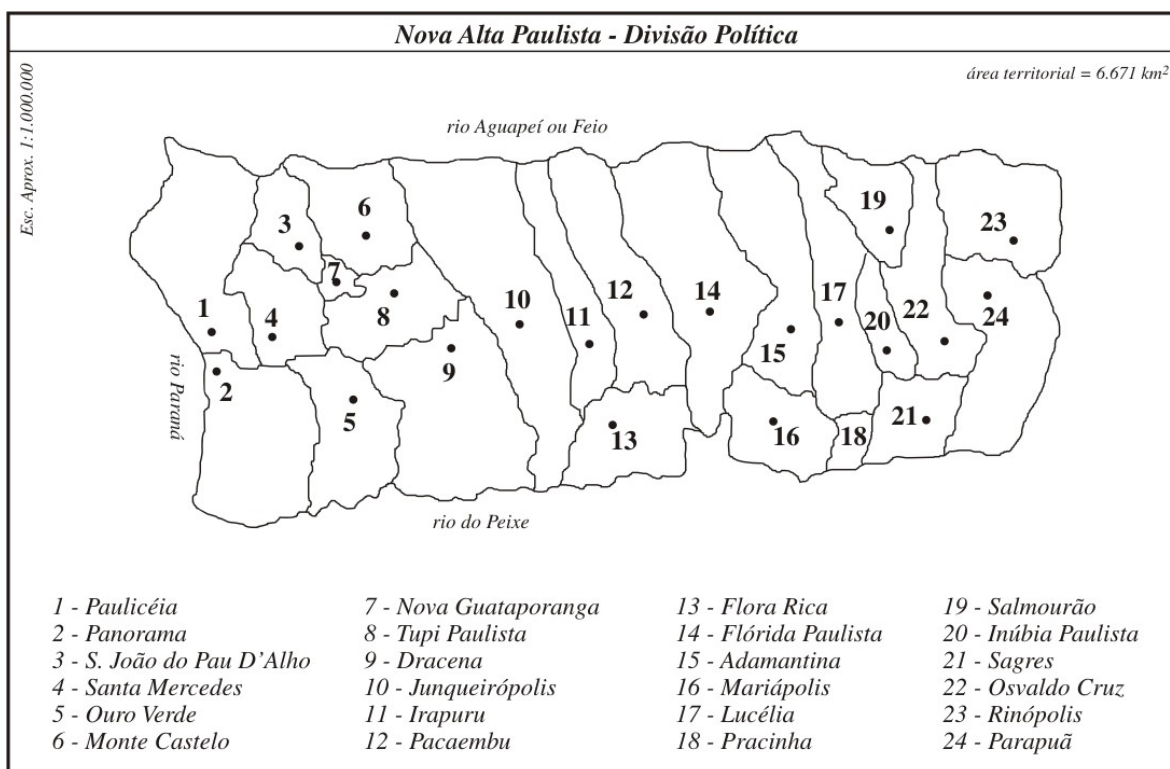 Nova Alta Paulista - Divisão Política
Esc. Aprox. 1:1.000.000
área territorial = 6.671 km²
rio Aguapeí ou Feio
3
6
19
23
7
1
4
8
10
11
12
14
17
20
22
24
15
2
9
5
13
16
18
21
rio Paraná
rio do Peixe
1 - Paulicéia
2 - Panorama
3 - S. João do Pau D'Alho
4 - Santa Mercedes
5 - Ouro Verde
6 - Monte Castelo
7 - Nova Guataporanga
8 - Tupi Paulista
9 - Dracena
10 - Junqueirópolis
11 - Irapuru
12 - Pacaembu
13 - Flora Rica
14 - Flórida Paulista
15 - Adamantina
16 - Mariápolis
17 - Lucélia
18 - Pracinha
19 - Salmourão
20 - Inúbia Paulista
21 - Sagres
22 - Osvaldo Cruz
23 - Rinópolis
24 - Parapuã